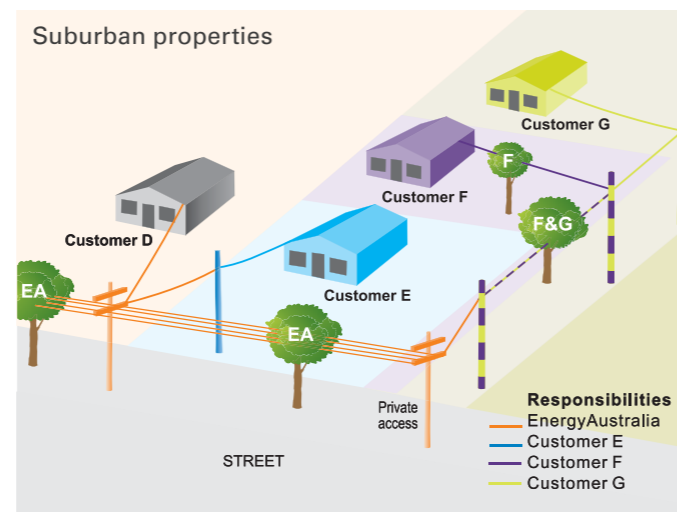 Suburban properties
Customer G
F
Customer F
F&G
Customer D
Customer E
EA
EA
Private
access
STREET
Responsibilities
EnergyAustralia
Customer E
Customer F
Customer G